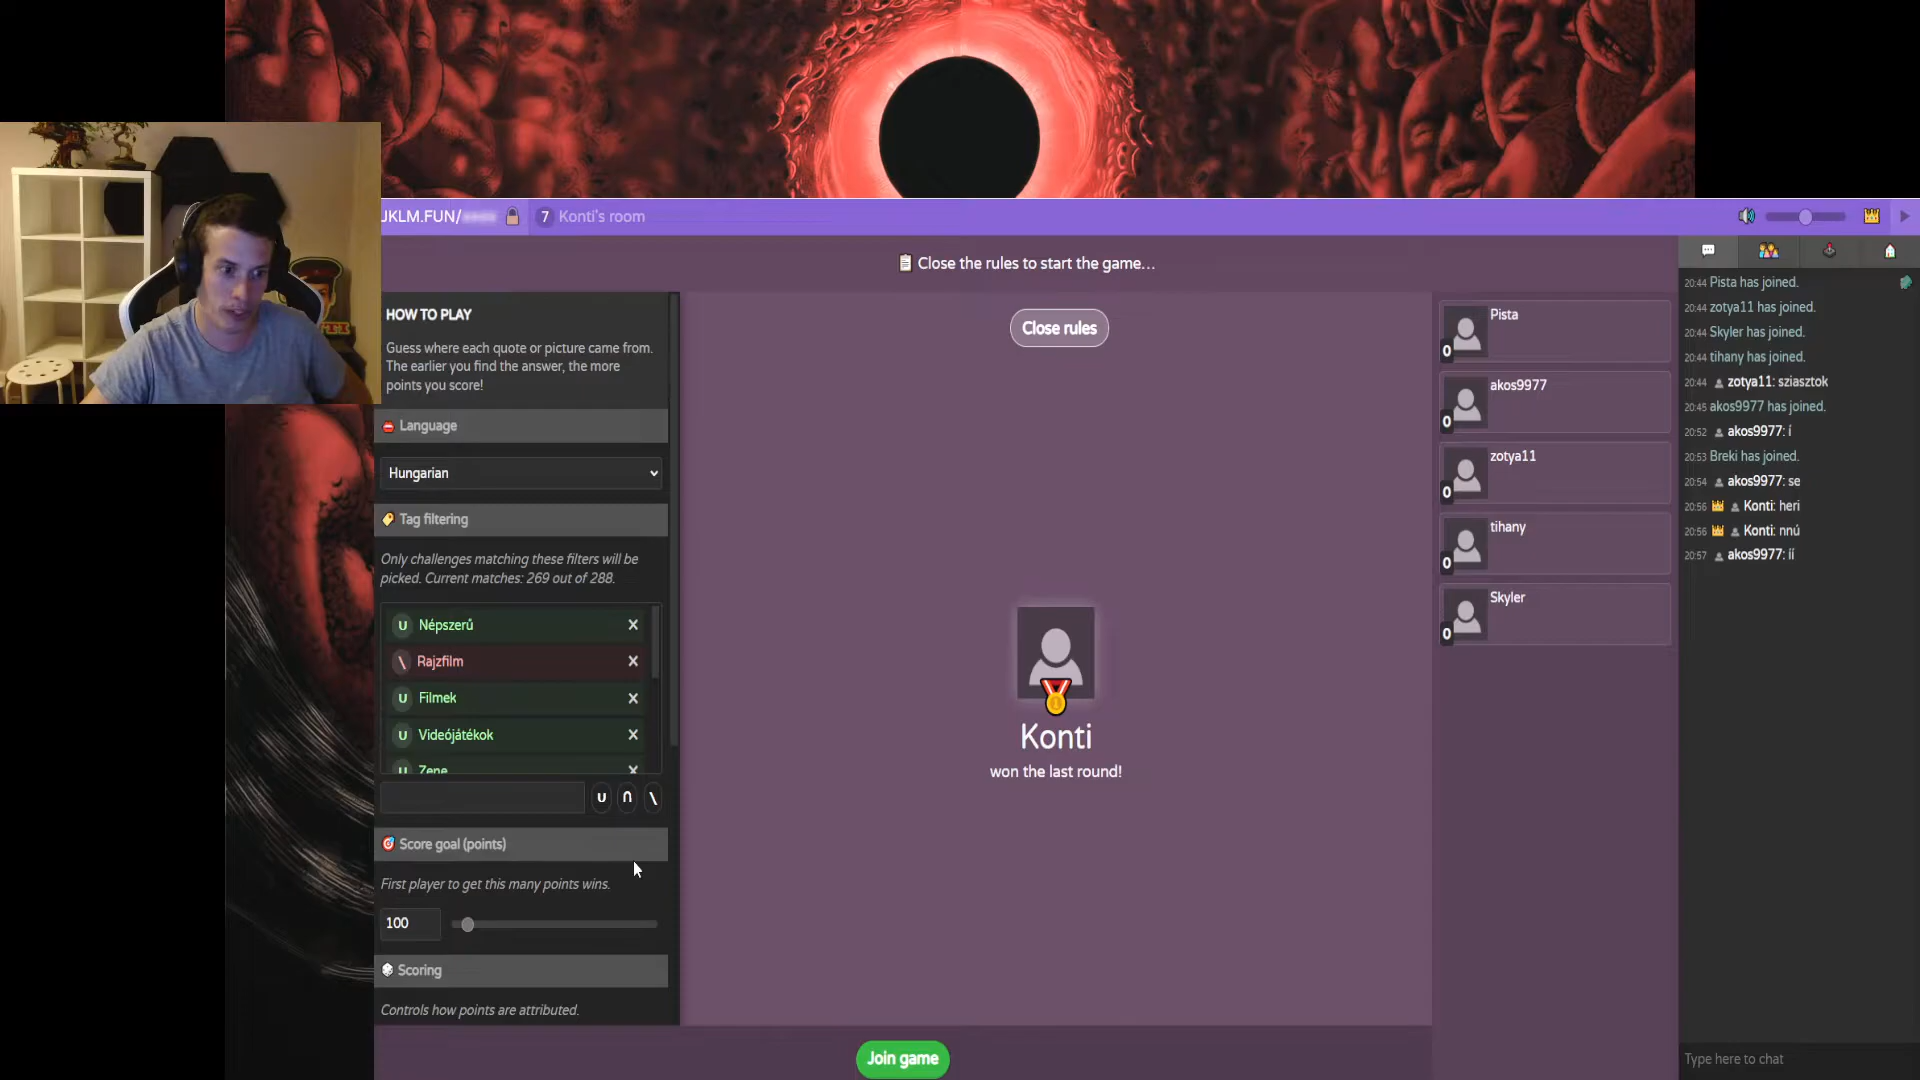 JKLM.FUN/
7 Konti's room
Close the rules to start the game...
HOW TO PLAY
Guess where each quote or picture came from.
The earlier you find the answer, the more
points you score!
Language
Hungarian
Tag filtering
Only challenges matching these filters will be
picked. Current matches: 269 out of 288.
U Népszerű ×
\ Rajzfilm ×
U Filmek ×
U Videójátékok ×
U Zene ×
∪ ∩ \
Score goal (points)
First player to get this many points wins.
100
Scoring
Controls how points are attributed.
Close rules
Konti
won the last round!
Join game
Pista
0
akos9977
0
zotya11
0
tihany
0
Skyler
0
20:44 Pista has joined.
20:44 zotya11 has joined.
20:44 Skyler has joined.
20:44 tihany has joined.
20:44 zotya11: sziasztok
20:45 akos9977 has joined.
20:52 akos9977: í
20:53 Breki has joined.
20:54 akos9977: se
20:56 Konti: heri
20:56 Konti: nnú
20:57 akos9977: íí
Type here to chat